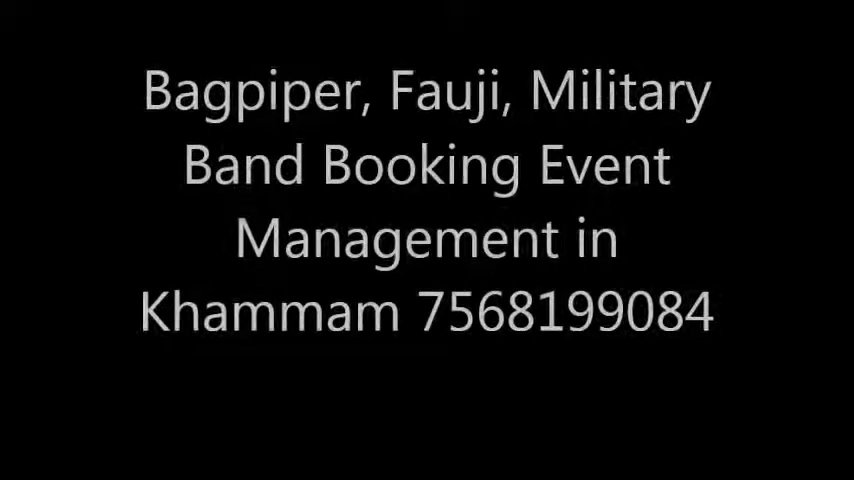 Bagpiper, Fauji, Military
Band Booking Event
Management in
Khammam 7568199084